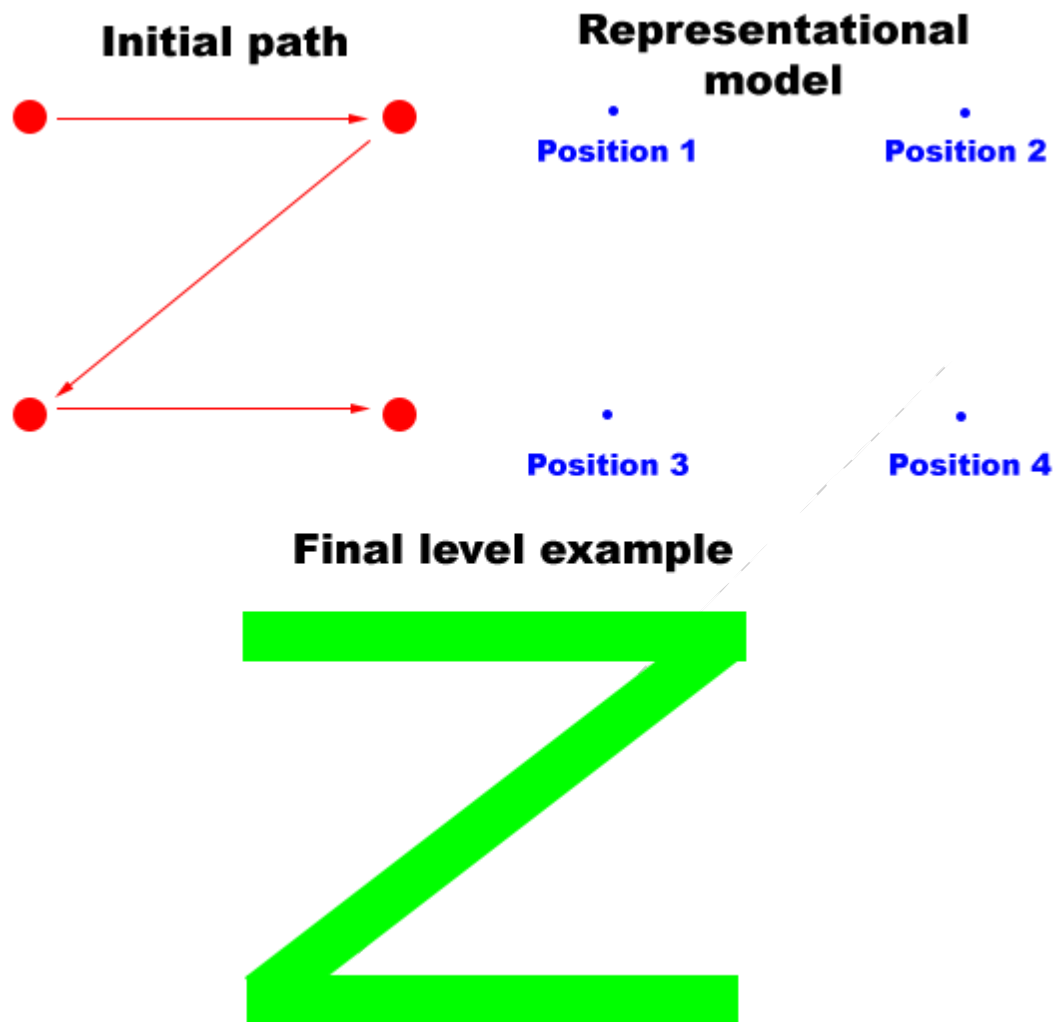 Initial path
Representational
model
Position 1
Position 2
Position 3
Position 4
Final level example